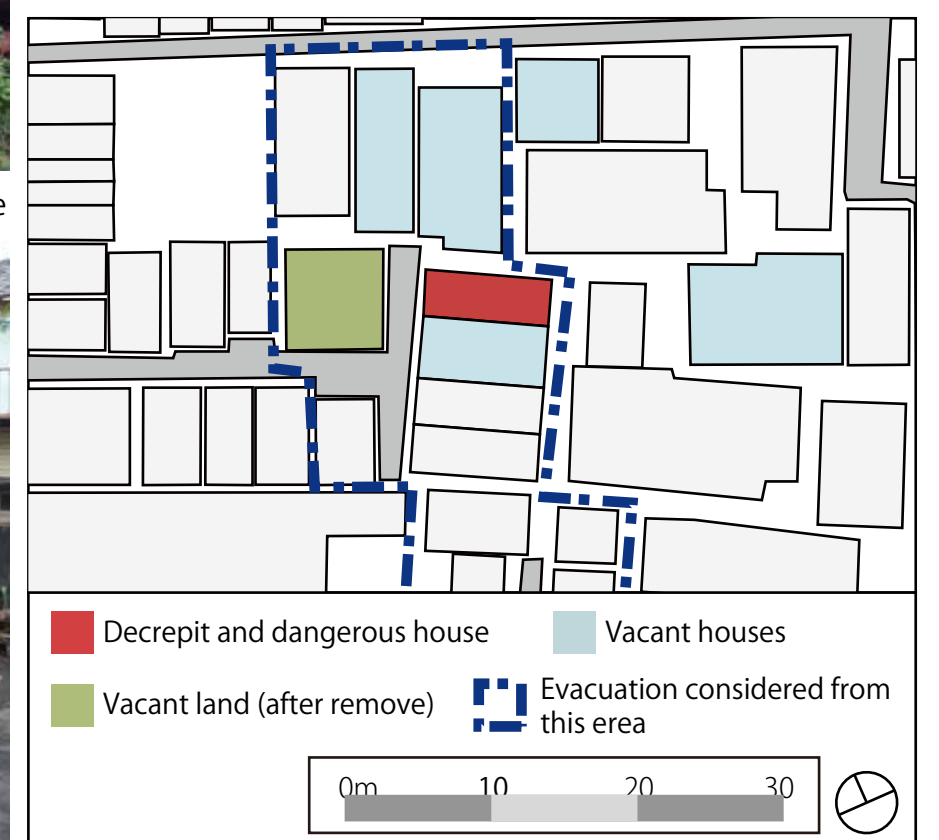 e
Decrepit and dangerous house
Vacant houses
Vacant land (after remove)
Evacuation considered from
this erea
0m 10 20 30